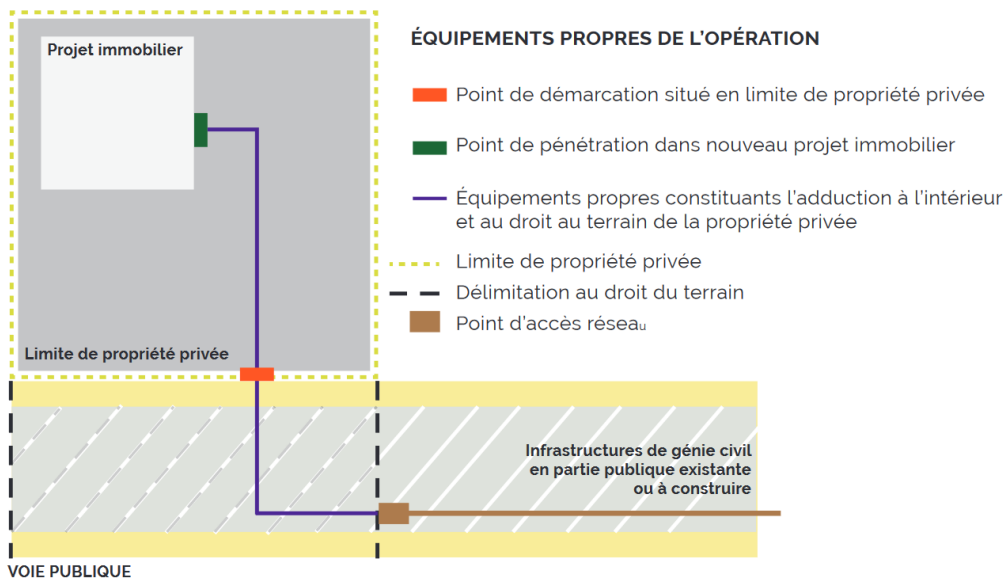 Projet immobilier
Limite de propriété privée
ÉQUIPEMENTS PROPRES DE L'OPÉRATION
Point de démarcation situé en limite de propriété privée
Point de pénétration dans nouveau projet immobilier
Équipements propres constituants l'adduction à l'intérieur
et au droit au terrain de la propriété privée
Limite de propriété privée
Délimitation au droit du terrain
Point d'accès réseau
Infrastructures de génie civil
en partie publique existante
ou à construire
VOIE PUBLIQUE